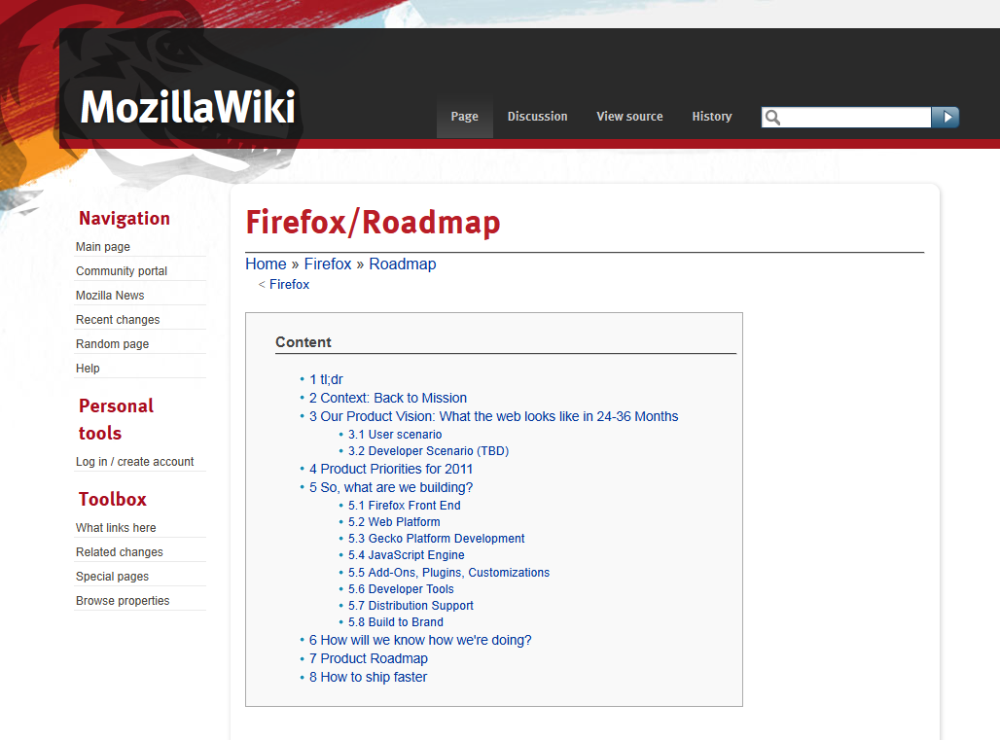 MozillaWiki
Page Discussion View source History
Navigation
Main page
Community portal
Mozilla News
Recent changes
Random page
Help
Personal
tools
Log in / create account
Toolbox
What links here
Related changes
Special pages
Browse properties
Firefox/Roadmap
Home » Firefox » Roadmap
< Firefox
Content
• 1 tl;dr
• 2 Context: Back to Mission
• 3 Our Product Vision: What the web looks like in 24-36 Months
• 3.1 User scenario
• 3.2 Developer Scenario (TBD)
• 4 Product Priorities for 2011
• 5 So, what are we building?
• 5.1 Firefox Front End
• 5.2 Web Platform
• 5.3 Gecko Platform Development
• 5.4 JavaScript Engine
• 5.5 Add-Ons, Plugins, Customizations
• 5.6 Developer Tools
• 5.7 Distribution Support
• 5.8 Build to Brand
• 6 How will we know how we're doing?
• 7 Product Roadmap
• 8 How to ship faster